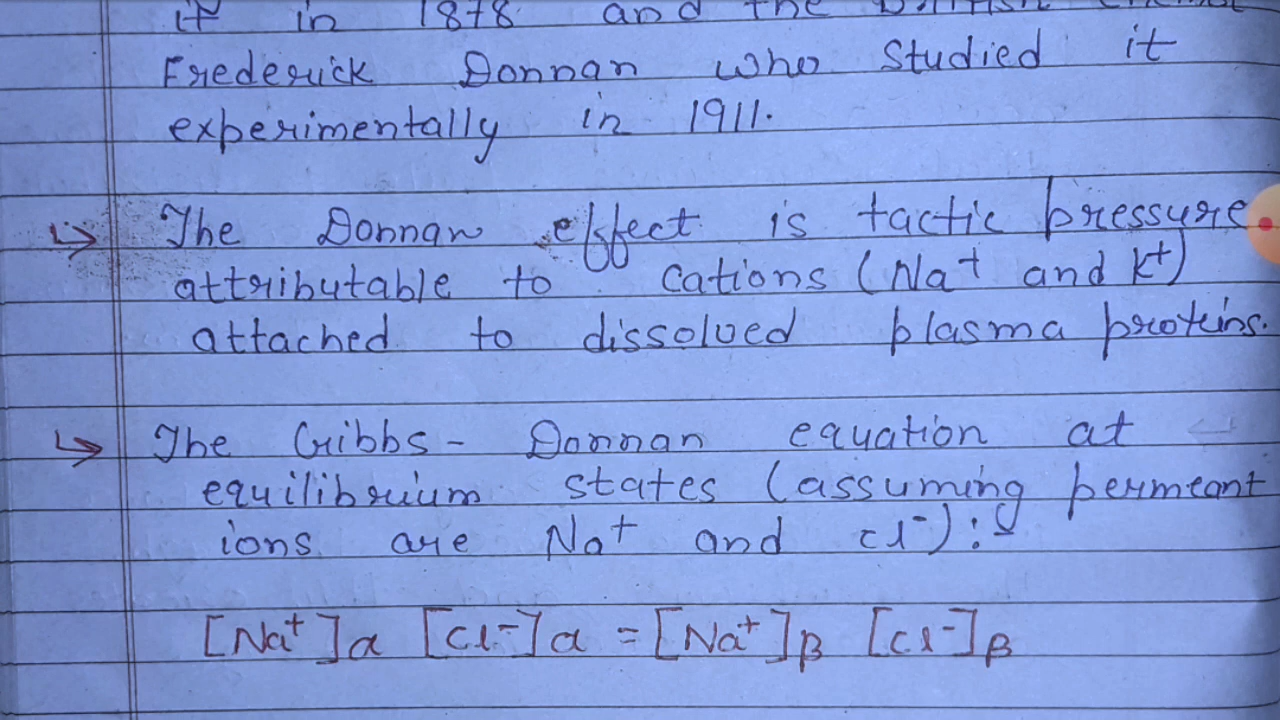 it in 1878 and the British
Frederick Donnan who studied it
experimentally in 1911.
The Donnan effect is tactic pressure
attributable to cations (Na+ and K+)
attached to dissolved plasma proteins.
The Gibbs - Donnan equation at
equilibrium states (assuming permeant
ions are Na+ and cl-):-
[Na+]α [Cl-]α = [Na+]β [Cl-]β